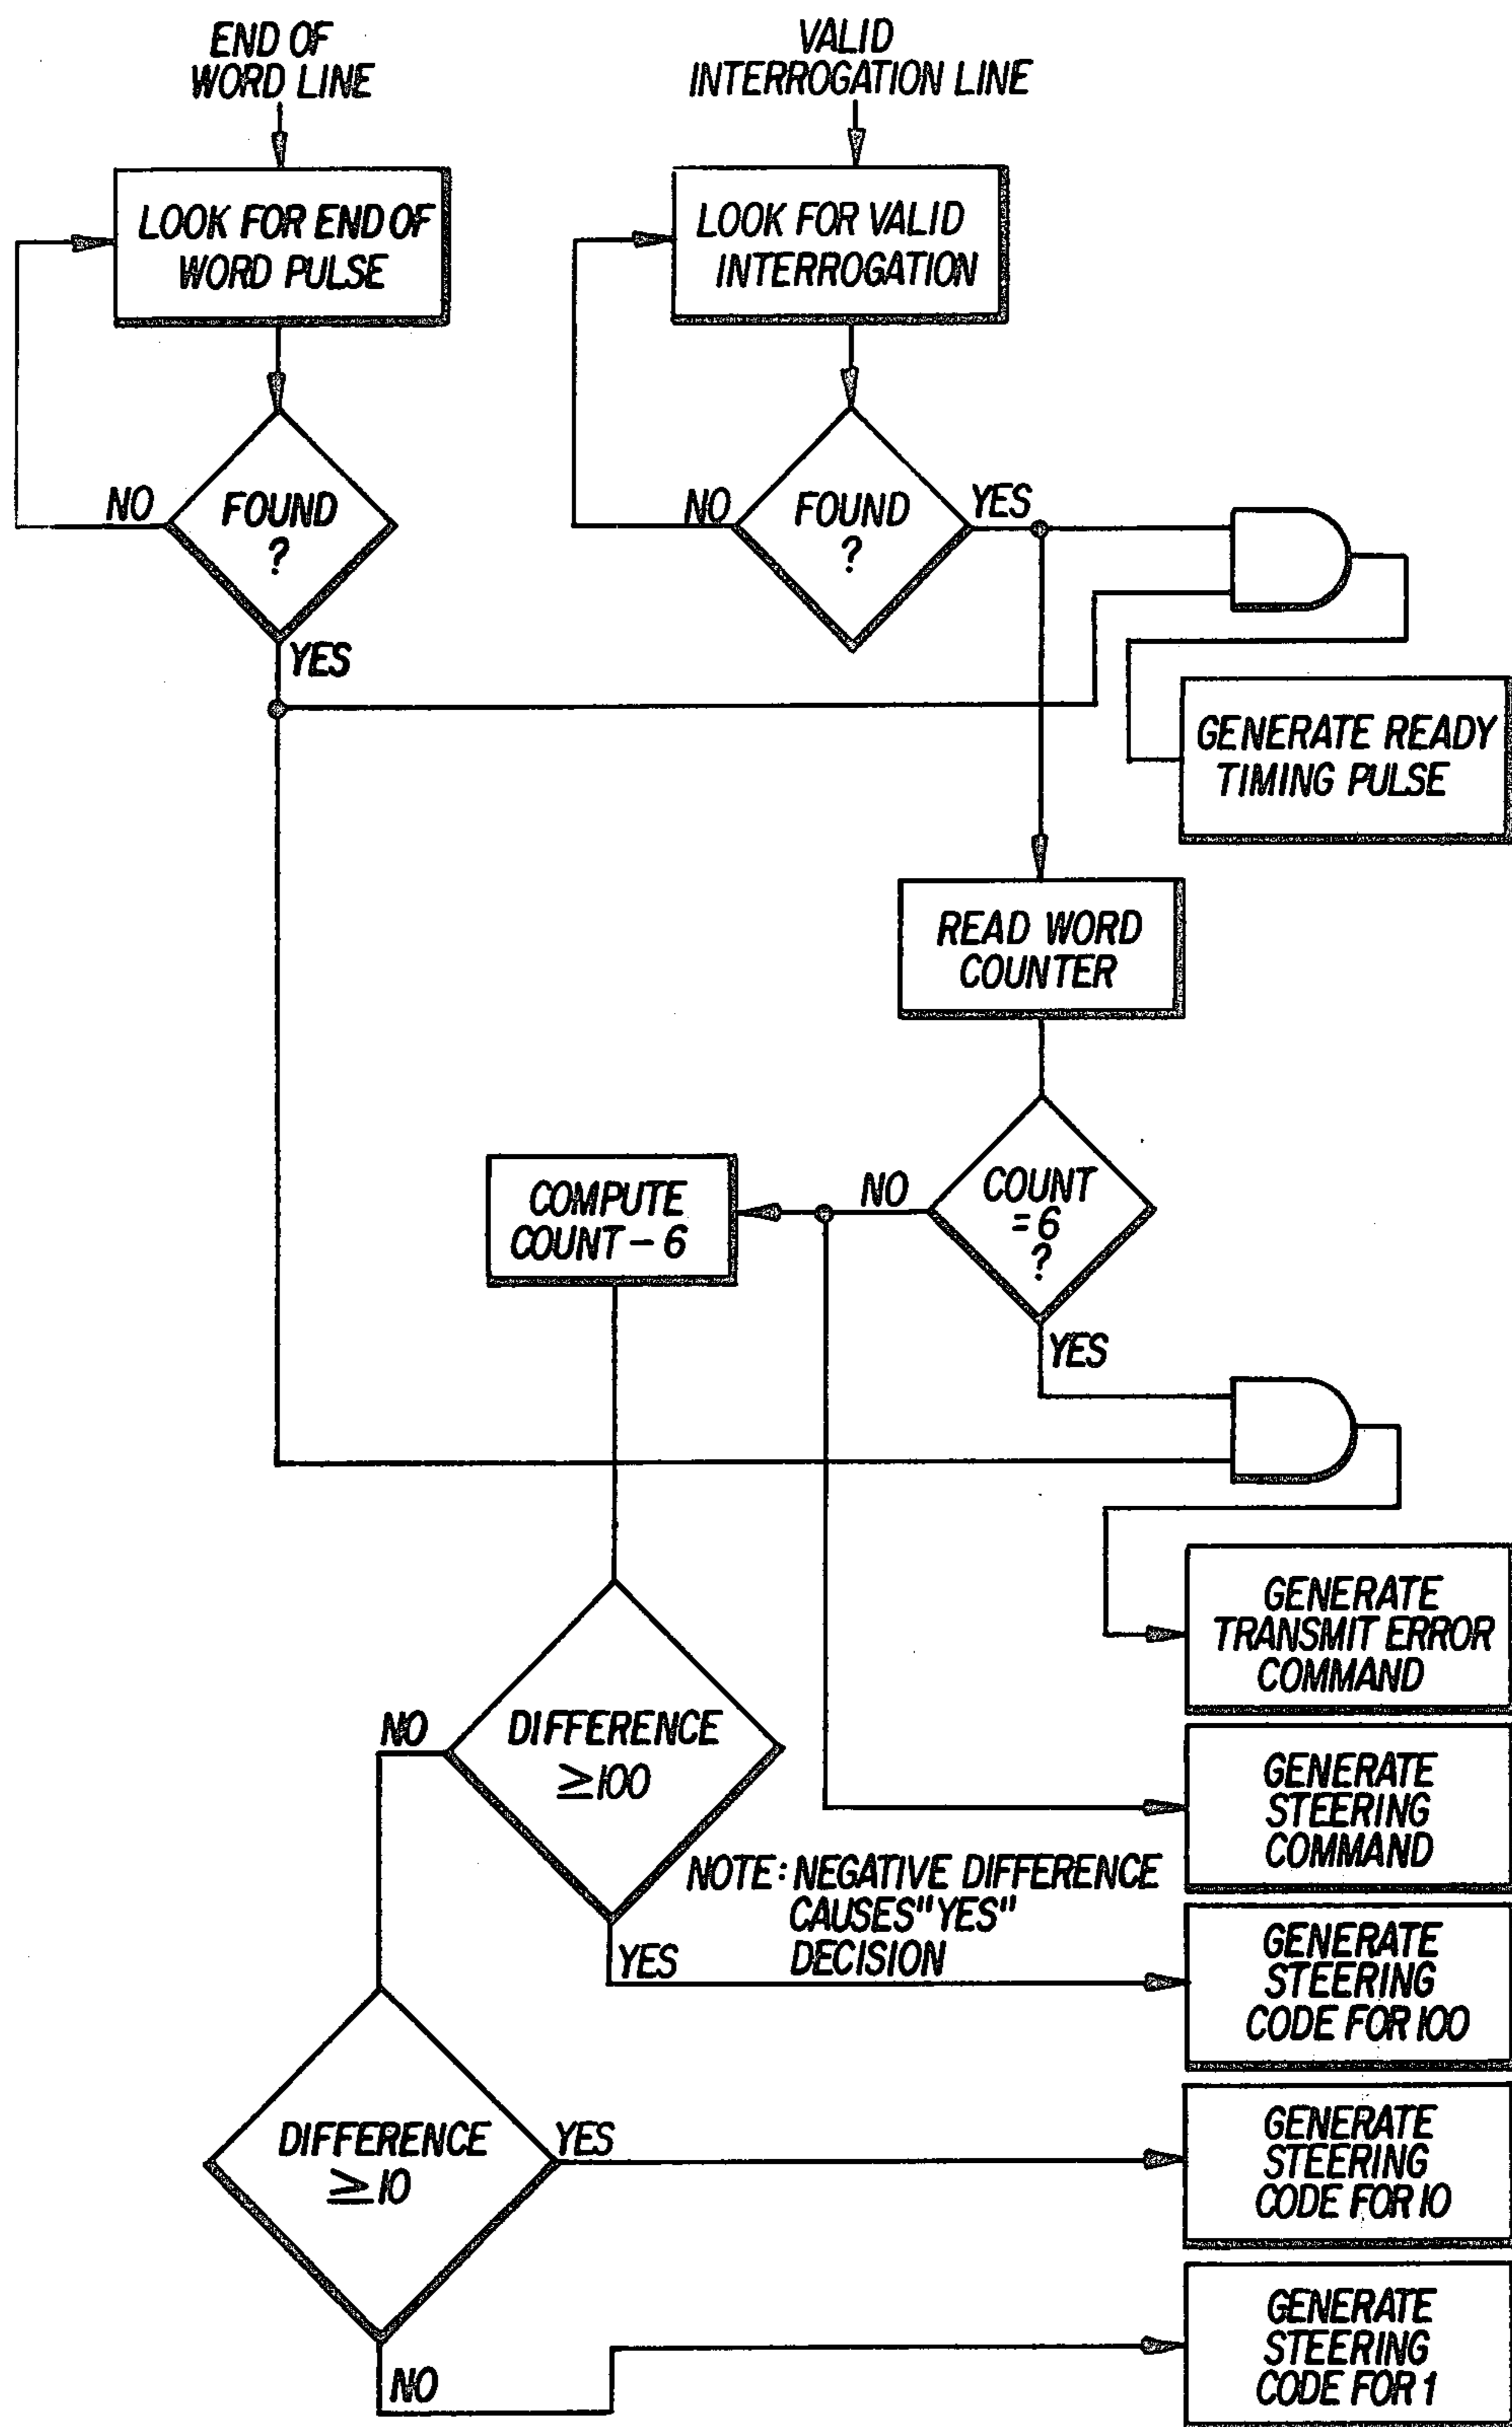 END OF
WORD LINE
VALID
INTERROGATION LINE
LOOK FOR END OF
WORD PULSE
LOOK FOR VALID
INTERROGATION
NO
FOUND
?
YES
NO
FOUND
?
YES
GENERATE READY
TIMING PULSE
READ WORD
COUNTER
COUNT
=6
?
NO
YES
COMPUTE
COUNT-6
GENERATE
TRANSMIT ERROR
COMMAND
DIFFERENCE
≥100
NO
YES
GENERATE
STEERING
COMMAND
NOTE: NEGATIVE DIFFERENCE
CAUSES "YES"
DECISION
GENERATE
STEERING
CODE FOR 100
DIFFERENCE
≥10
YES
NO
GENERATE
STEERING
CODE FOR 10
GENERATE
STEERING
CODE FOR 1